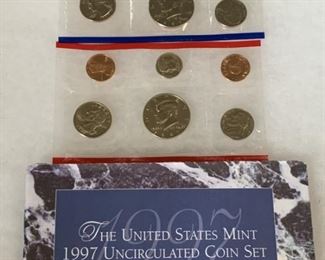 1997
THE UNITED STATES MINT
1997 UNCIRCULATED COIN SET